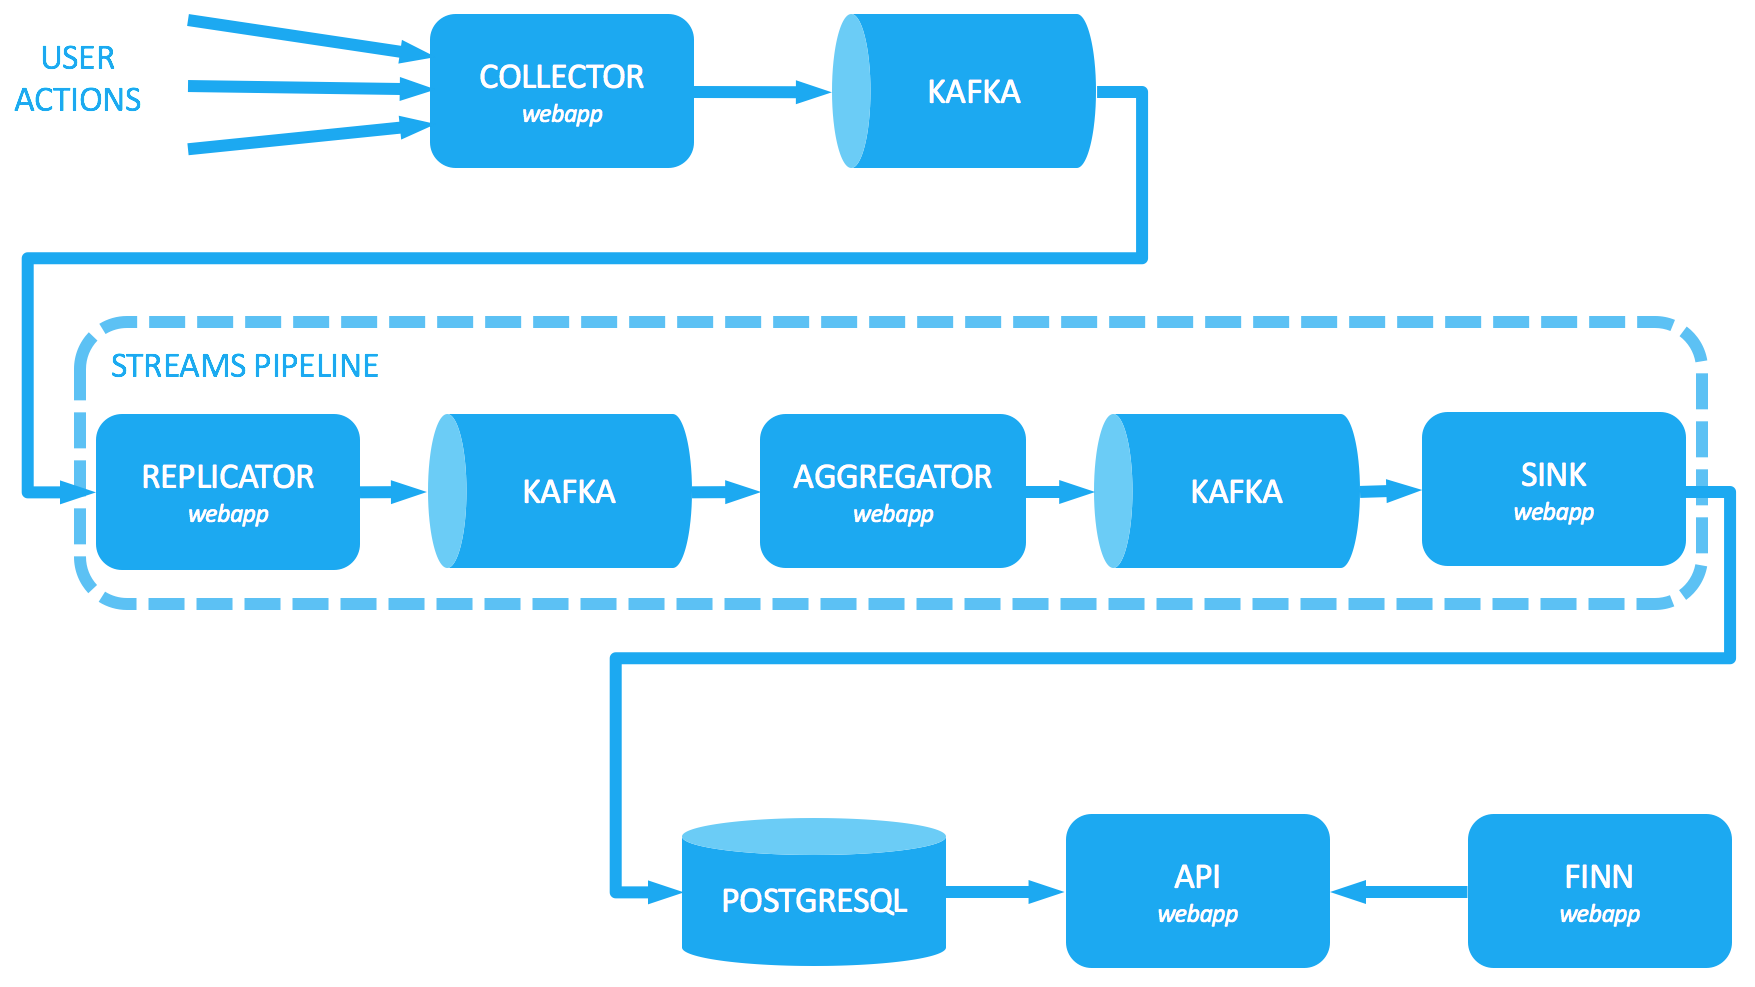 USER
ACTIONS
COLLECTOR
webapp
KAFKA
STREAMS PIPELINE
REPLICATOR
webapp
KAFKA
AGGREGATOR
webapp
KAFKA
SINK
webapp
POSTGRESQL
API
webapp
FINN
webapp